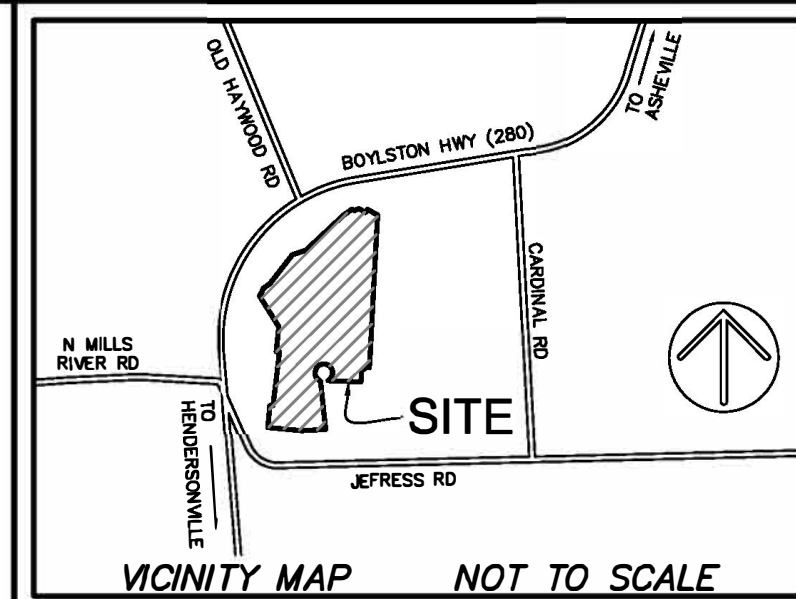 OLD HAYWOOD RD
BOYLSTON HWY (280)
TO
ASHEVILLE
CARDINAL RD
N MILLS
RIVER RD
TO
HENDERSONVILLE
SITE
JEFRESS RD
VICINITY MAP NOT TO SCALE